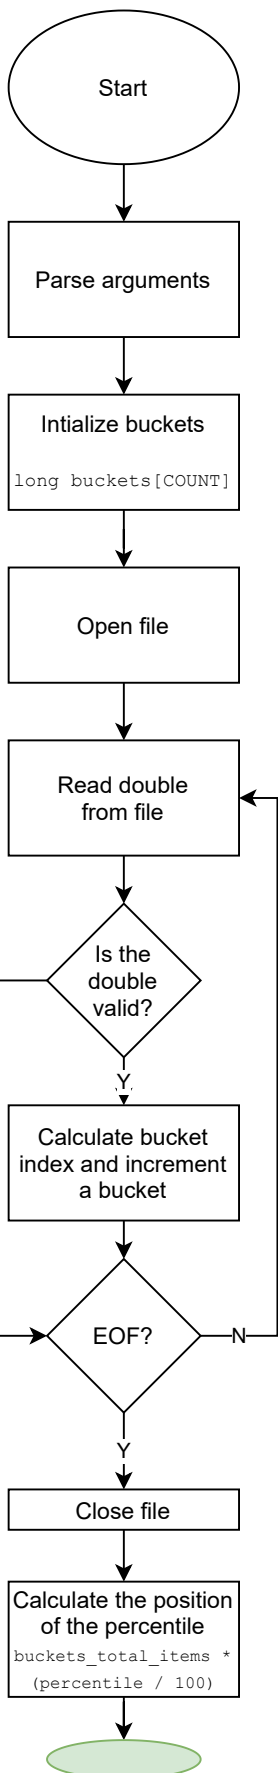 Start
Parse arguments
Intialize buckets
long buckets[COUNT]
Open file
Read double
from file
Is the
double
valid?
Y
Calculate bucket
index and increment
a bucket
EOF?
N
Y
Close file
Calculate the position
of the percentile
buckets_total_items *
(percentile / 100)